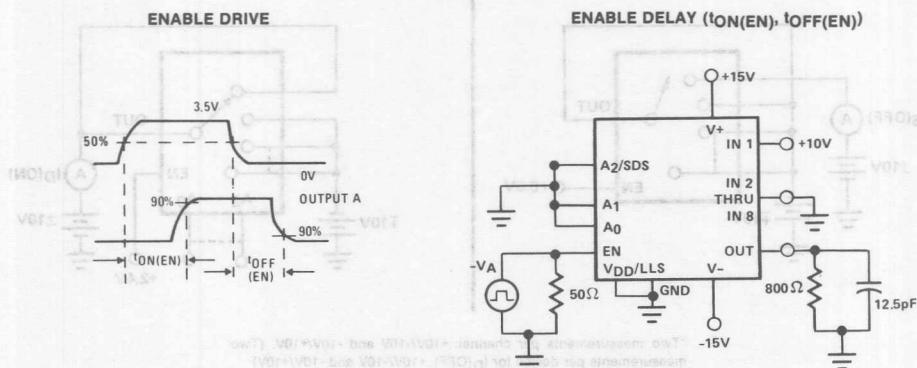 ENABLE DRIVE
3.5V
50%
0V
OUTPUT A
90%
90%
tON(EN)
tOFF
(EN)
ENABLE DELAY (tON(EN), tOFF(EN))
+15V
V+
IN 1
+10V
A2/SDS
IN 2
THRU
IN 8
A1
A0
EN
OUT
-VA
VDD/LLS
V-
50Ω
GND
800Ω
12.5pF
-15V